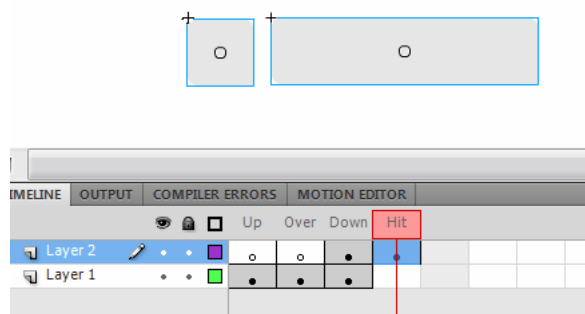 IMELINE OUTPUT COMPILER ERRORS MOTION EDITOR
Up Over Down Hit
Layer 2
Layer 1